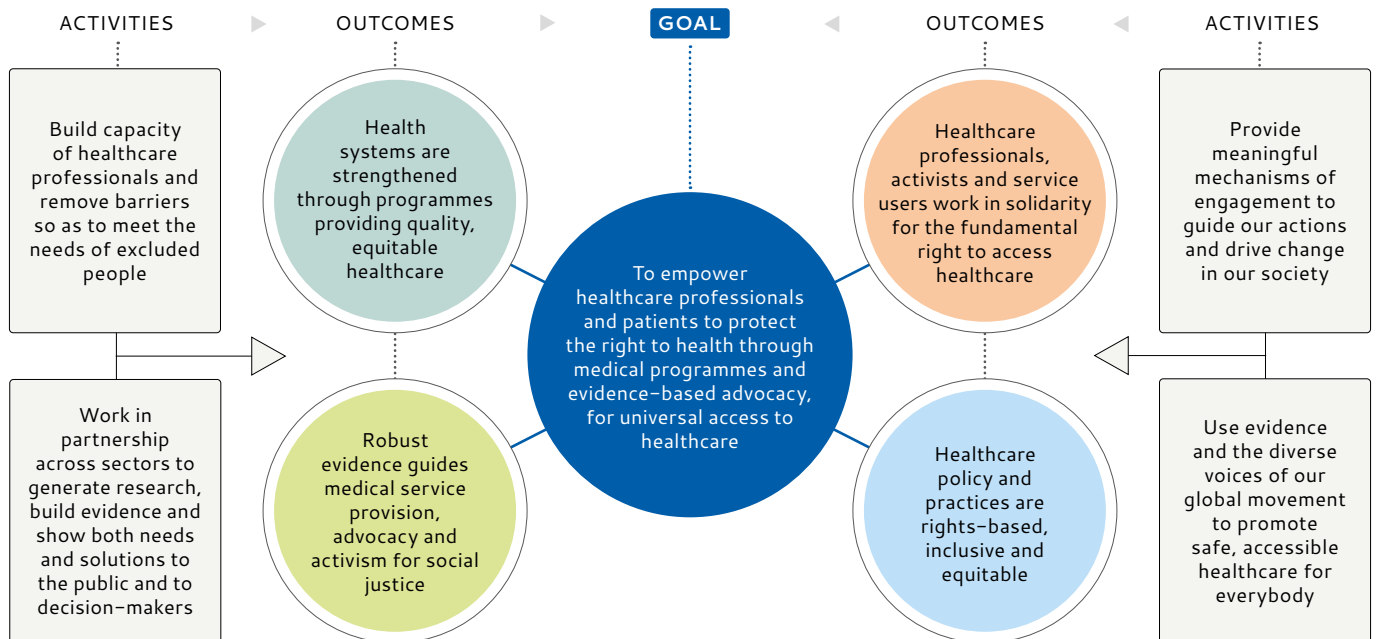 ACTIVITIES
OUTCOMES
GOAL
OUTCOMES
ACTIVITIES
Build capacity
of healthcare
professionals and
remove barriers
so as to meet the
needs of excluded
people
Work in
partnership
across sectors to
generate research,
build evidence and
show both needs
and solutions to
the public and to
decision-makers
Health
systems are
strengthened
through programmes
providing quality,
equitable
healthcare
Robust
evidence guides
medical service
provision,
advocacy and
activism for social
justice
To empower
healthcare professionals
and patients to protect
the right to health through
medical programmes and
evidence-based advocacy,
for universal access to
healthcare
Healthcare
professionals,
activists and service
users work in solidarity
for the fundamental
right to access
healthcare
Healthcare
policy and
practices are
rights-based,
inclusive and
equitable
Provide
meaningful
mechanisms of
engagement to
guide our actions
and drive change
in our society
Use evidence
and the diverse
voices of our
global movement
to promote
safe, accessible
healthcare for
everybody